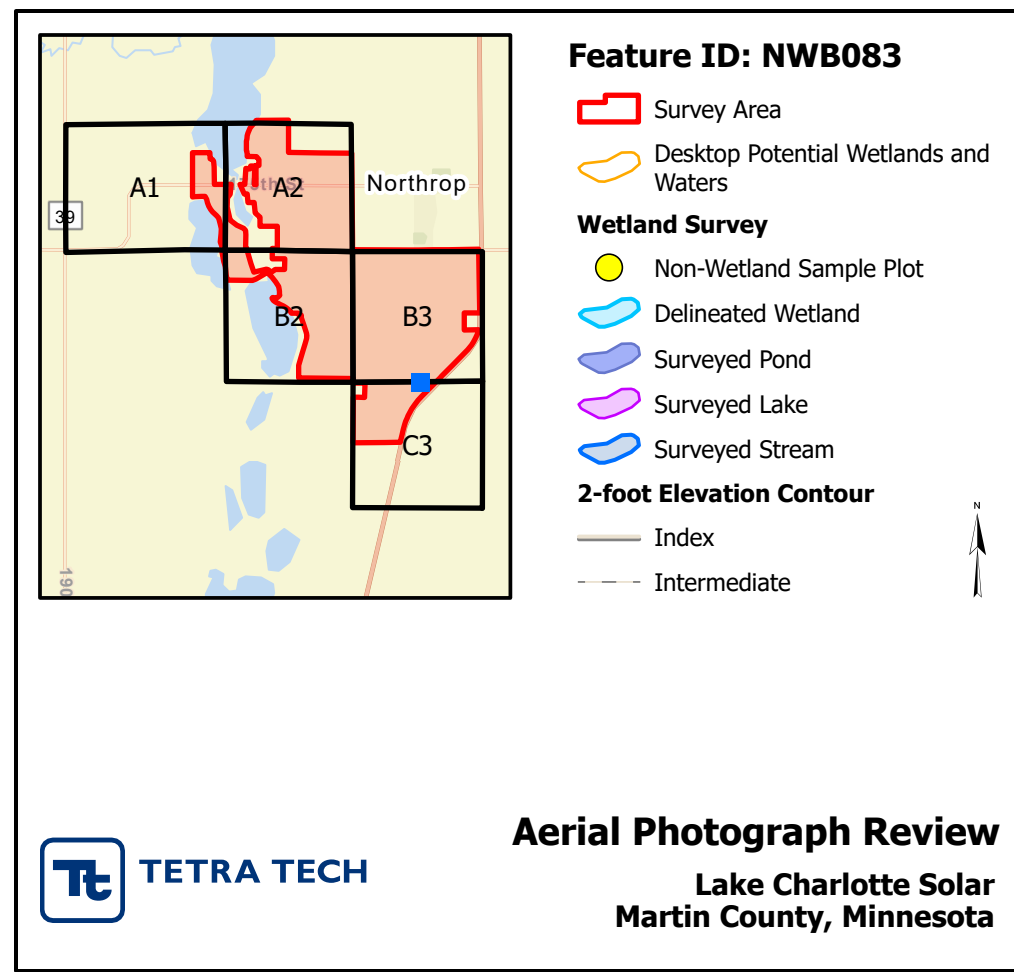 Feature ID: NWB083
Survey Area
Desktop Potential Wetlands and
Waters
Wetland Survey
Non-Wetland Sample Plot
Delineated Wetland
Surveyed Pond
Surveyed Lake
Surveyed Stream
2-foot Elevation Contour
Index
Intermediate
N
A1
A2
Northrop
39
B2
B3
C3
190
Tt
TETRA TECH
Aerial Photograph Review
Lake Charlotte Solar
Martin County, Minnesota